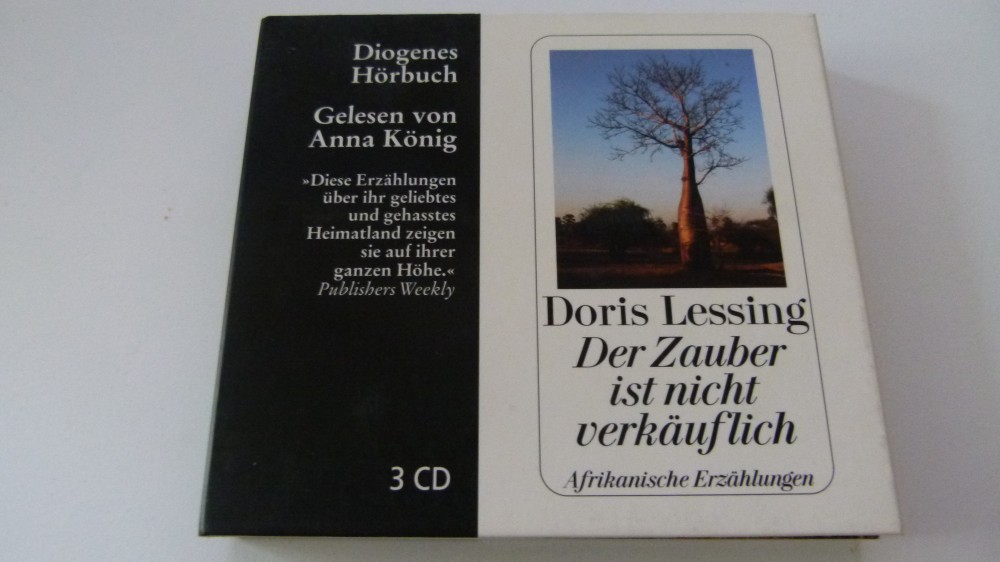 Diogenes
Hörbuch
Gelesen von
Anna König
»Diese Erzählungen
über ihr geliebtes
und gehasstes
Heimatland zeigen
sie auf ihrer
ganzen Höhe.«
Publishers Weekly
3 CD
Doris Lessing
Der Zauber
ist nicht
verkäuflich
Afrikanische Erzählungen